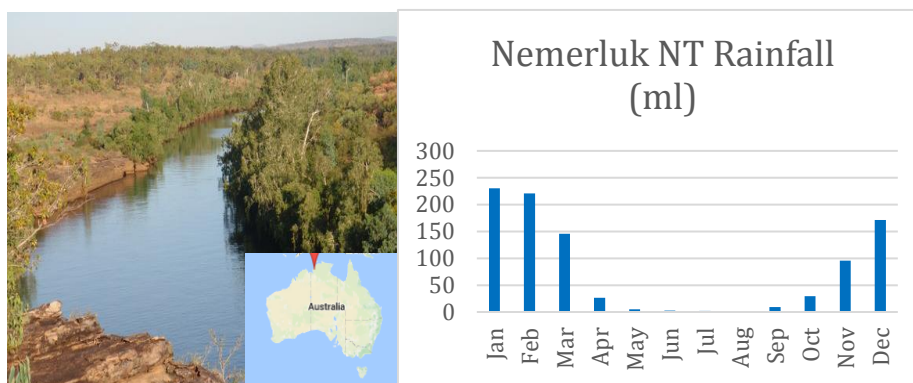 Australia
Nemerluk NT Rainfall
(ml)
300
250
200
150
100
50
0
Jan
Feb
Mar
Apr
May
Jun
Jul
Aug
Sep
Oct
Nov
Dec